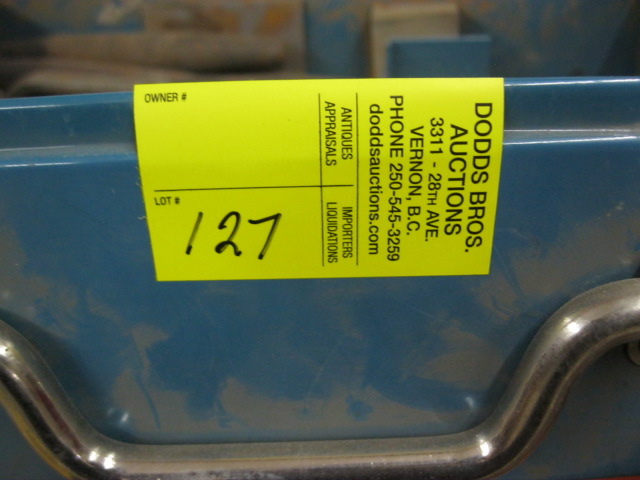 DODDS BROS.
AUCTIONS
3311 - 28TH AVE.
VERNON, B.C.
PHONE 250-545-3259
doddsauctions.com
ANTIQUES
APPRAISALS
IMPORTERS
LIQUIDATIONS
OWNER #
LOT #
127